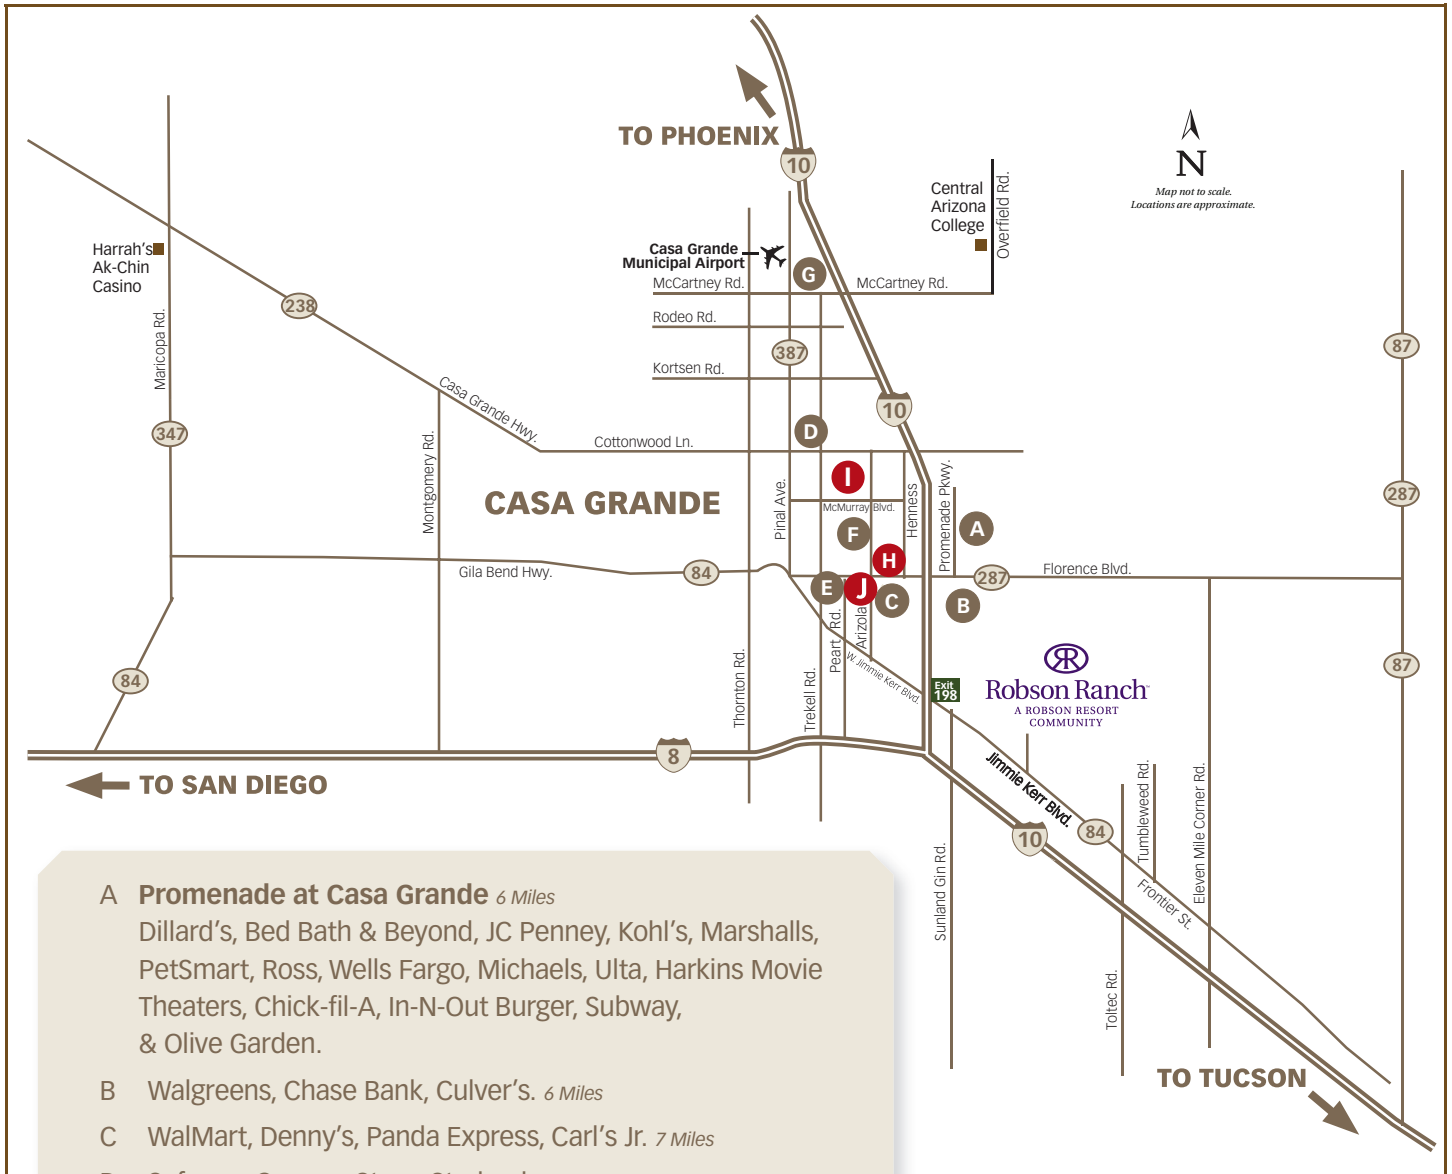 TO PHOENIX
10
N
Map not to scale.
Locations are approximate.
Central
Arizona
College
Overfield Rd.
Harrah's
Ak-Chin
Casino
Casa Grande
Municipal Airport
G
McCartney Rd.
McCartney Rd.
238
Maricopa Rd.
Rodeo Rd.
387
87
Kortsen Rd.
Casa Grande Hwy.
10
347
Montgomery Rd.
D
Cottonwood Ln.
I
CASA GRANDE
Pinal Ave.
McMurray Blvd.
Henness
Promenade Pkwy.
287
F
A
H
Gila Bend Hwy.
84
287
Florence Blvd.
E
J
C
B
Peart Rd.
Arizola
84
Thornton Rd.
Trekell Rd.
W. Jimmie Kerr Blvd.
Exit
198
RR
Robson Ranch
A ROBSON RESORT
COMMUNITY
87
8
TO SAN DIEGO
Jimmie Kerr Blvd.
10
84
Tumbleweed Rd.
Eleven Mile Corner Rd.
Sunland Gin Rd.
Frontier St.
Toltec Rd.
TO TUCSON
A Promenade at Casa Grande 6 Miles
Dillard's, Bed Bath & Beyond, JC Penney, Kohl's, Marshalls,
PetSmart, Ross, Wells Fargo, Michaels, Ulta, Harkins Movie
Theaters, Chick-fil-A, In-N-Out Burger, Subway,
& Olive Garden.
B Walgreens, Chase Bank, Culver's. 6 Miles
C WalMart, Denny's, Panda Express, Carl's Jr. 7 Miles